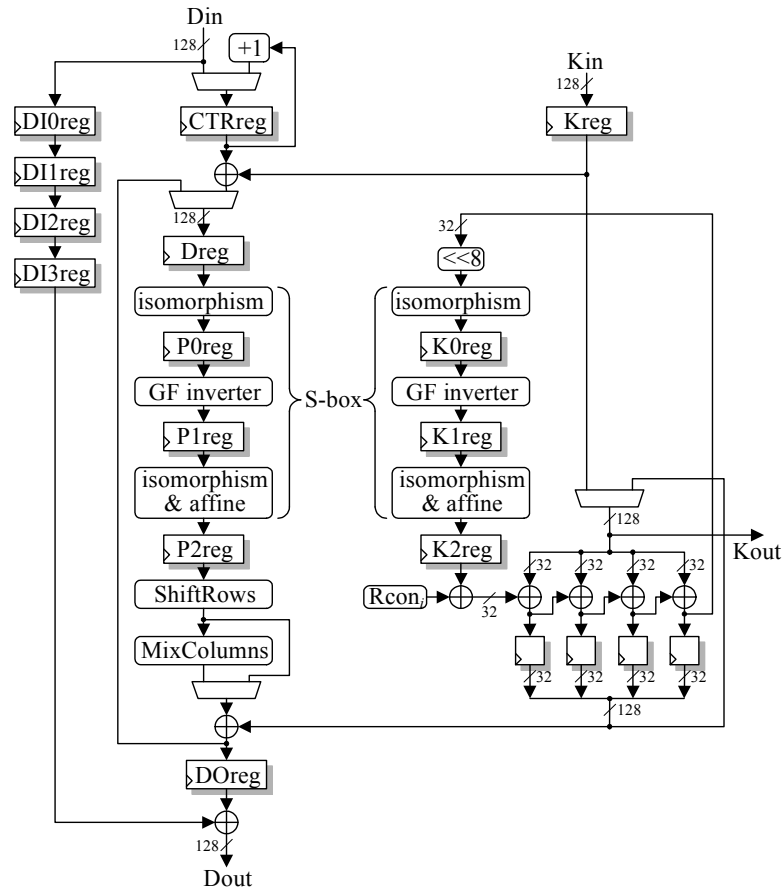 Din
128
+1
Kin
128
DI0reg
CTRreg
Kreg
DI1reg
DI2reg
128
32
Dreg
<<8
DI3reg
isomorphism
isomorphism
P0reg
K0reg
GF inverter
S-box
GF inverter
P1reg
K1reg
isomorphism
& affine
isomorphism
& affine
128
P2reg
K2reg
Kout
32
32
32
32
ShiftRows
Rconi
32
MixColumns
32
32
32
32
128
DOreg
128
Dout